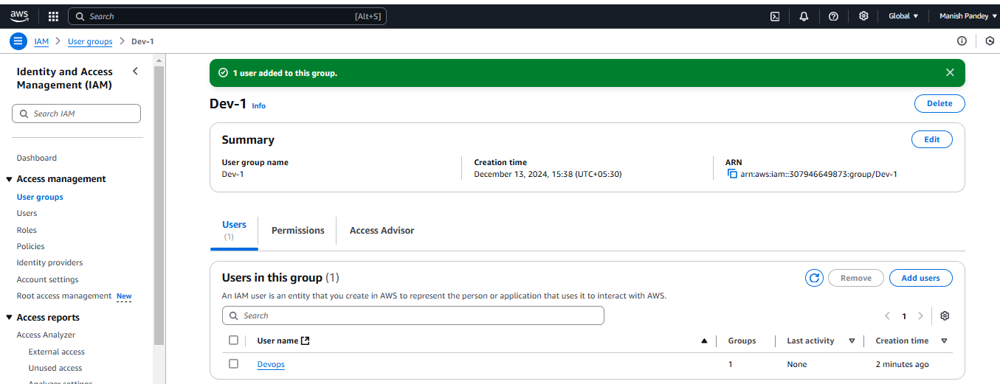 aws
Search
[Alt+S]
Global
Manish Pandey
IAM
User groups
Dev-1
Identity and Access
Management (IAM)
Search IAM
Dashboard
Access management
User groups
Users
Roles
Policies
Identity providers
Account settings
Root access management New
Access reports
Access Analyzer
External access
Unused access
Analyzer settings
1 user added to this group.
Dev-1 Info
Delete
Summary
Edit
User group name
Dev-1
Creation time
December 13, 2024, 15:38 (UTC+05:30)
ARN
arn:aws:iam::307946649873:group/Dev-1
Users
(1)
Permissions
Access Advisor
Users in this group (1)
Remove
Add users
An IAM user is an entity that you create in AWS to represent the person or application that uses it to interact with AWS.
Search
1
User name
Groups
Last activity
Creation time
Devops
1
None
2 minutes ago